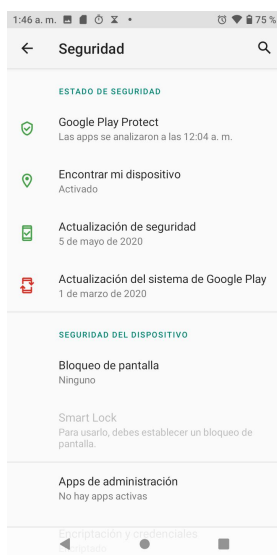 1:46 a. m.
75 %
Seguridad
ESTADO DE SEGURIDAD
Google Play Protect
Las apps se analizaron a las 12:04 a. m.
Encontrar mi dispositivo
Activado
Actualización de seguridad
5 de mayo de 2020
Actualización del sistema de Google Play
1 de marzo de 2020
SEGURIDAD DEL DISPOSITIVO
Bloqueo de pantalla
Ninguno
Smart Lock
Para usarlo, debes establecer un bloqueo de
pantalla.
Apps de administración
No hay apps activas
Encriptación y credenciales